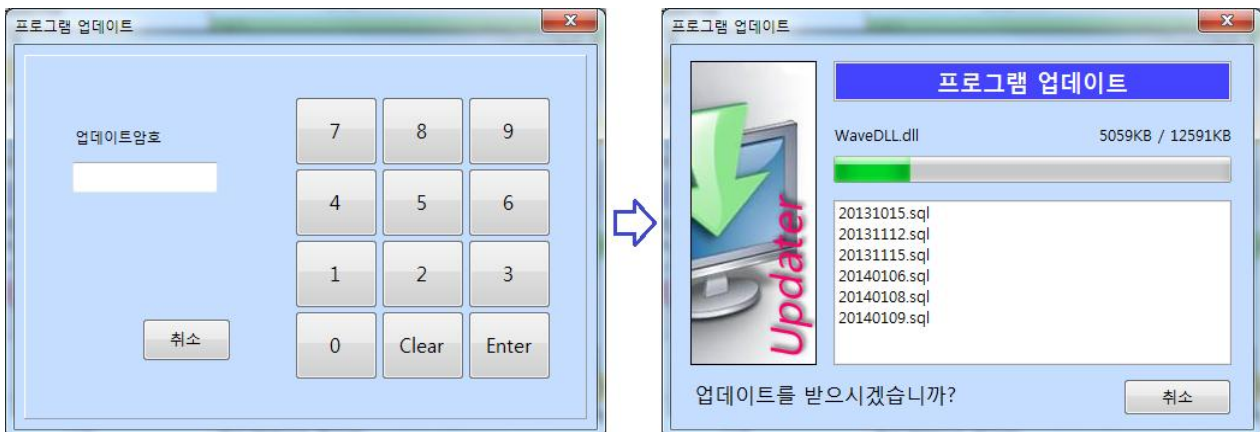 프로그램 업데이트
업데이트암호
7 8 9
4 5 6
1 2 3
0 Clear Enter
취소
프로그램 업데이트
프로그램 업데이트
WaveDLL.dll 5059KB / 12591KB
Updater
20131015.sql
20131112.sql
20131115.sql
20140106.sql
20140108.sql
20140109.sql
업데이트를 받으시겠습니까?
취소